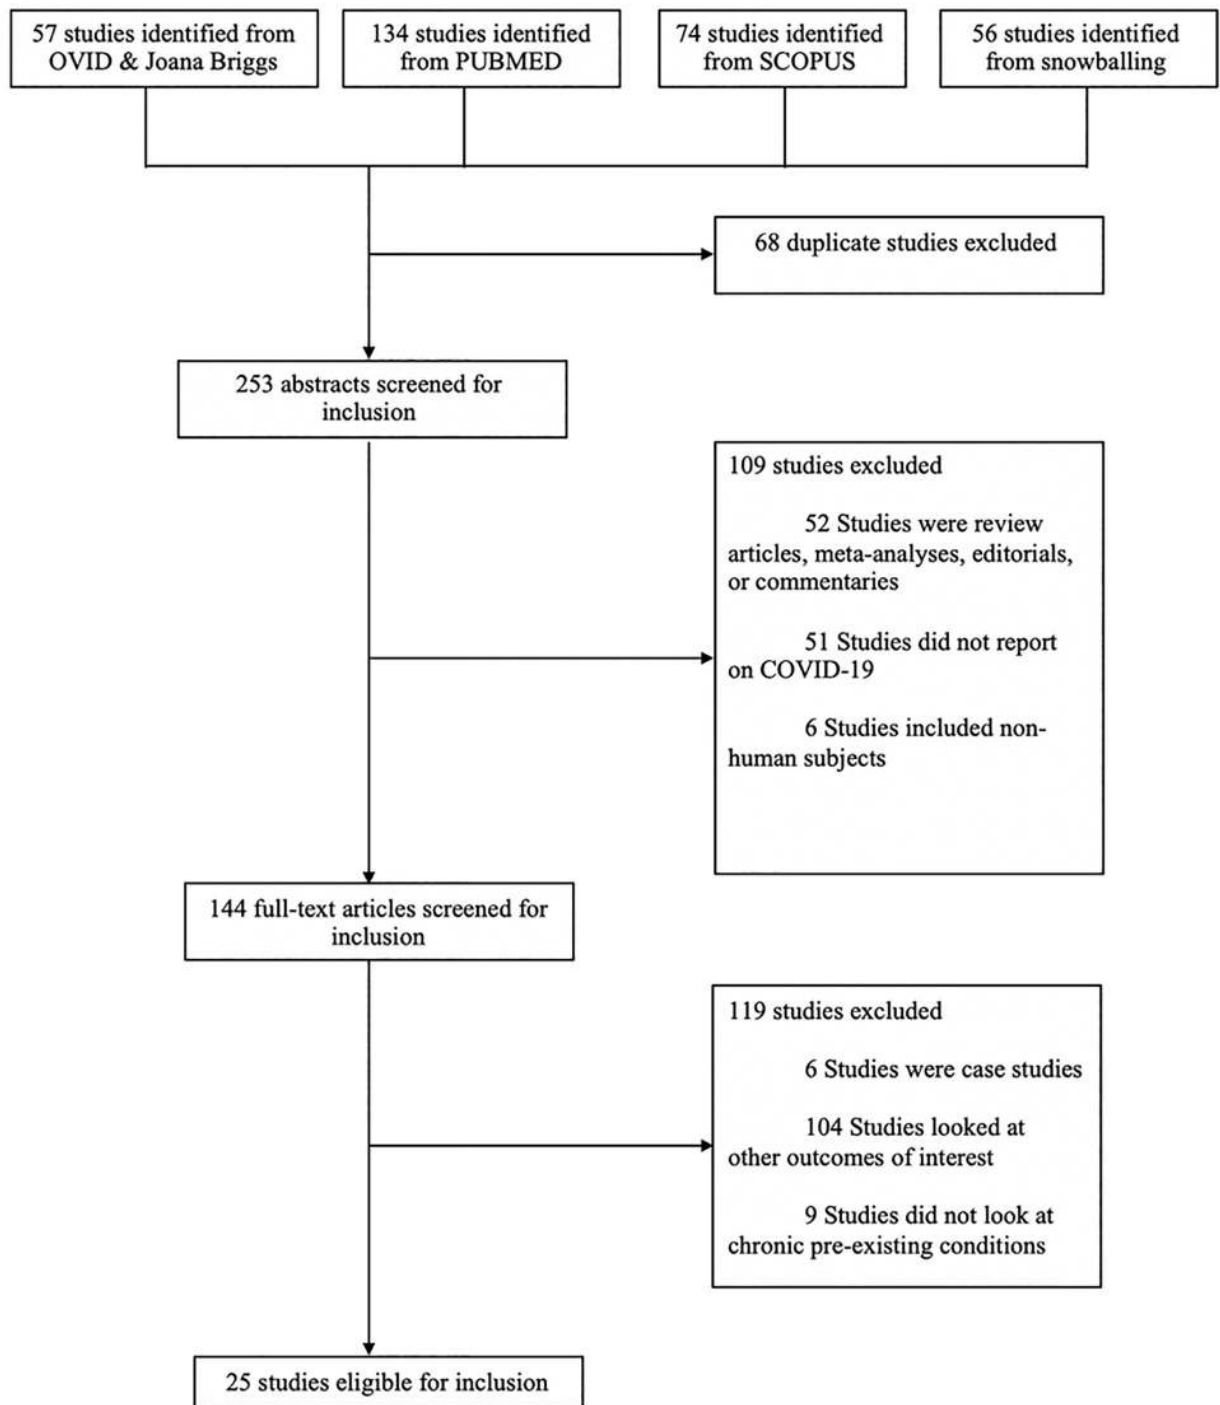 57 studies identified from
OVID & Joana Briggs
134 studies identified
from PUBMED
74 studies identified
from SCOPUS
56 studies identified
from snowballing
68 duplicate studies excluded
253 abstracts screened for
inclusion
109 studies excluded
52 Studies were review
articles, meta-analyses, editorials,
or commentaries
51 Studies did not report
on COVID-19
6 Studies included non-
human subjects
144 full-text articles screened for
inclusion
119 studies excluded
6 Studies were case studies
104 Studies looked at
other outcomes of interest
9 Studies did not look at
chronic pre-existing conditions
25 studies eligible for inclusion